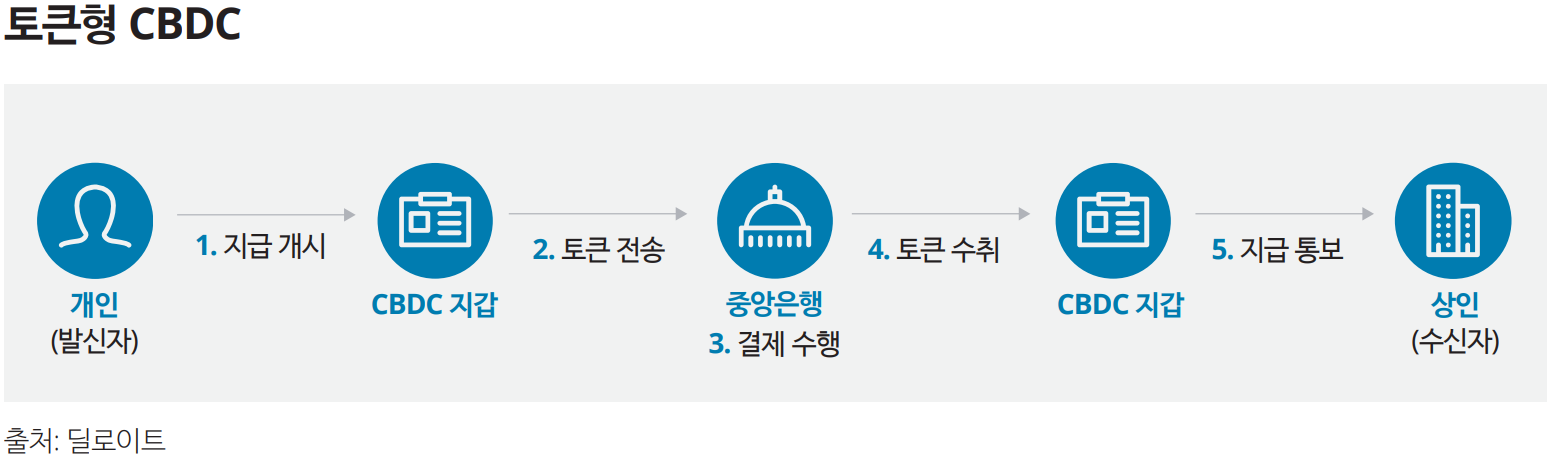 토큰형 CBDC
1. 지급 개시
2. 토큰 전송
4. 토큰 수취
5. 지급 통보
개인
(발신자)
CBDC 지갑
중앙은행
3. 결제 수행
CBDC 지갑
상인
(수신자)
출처: 딜로이트